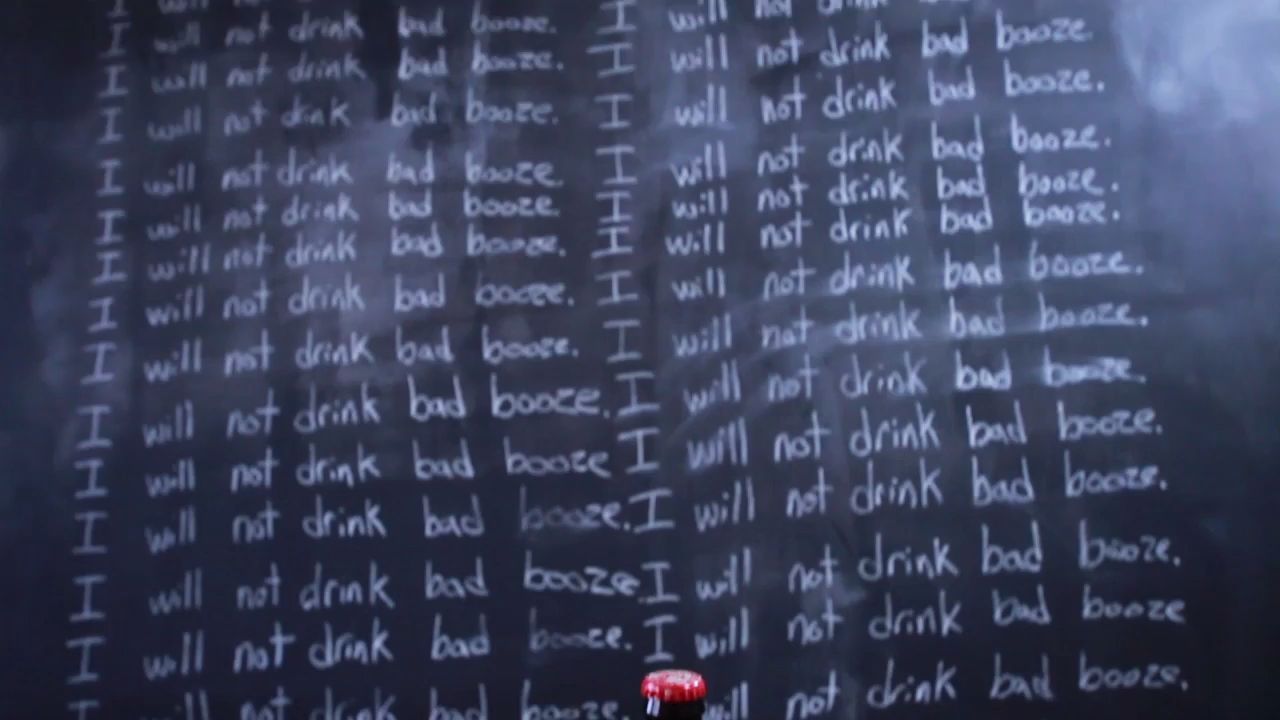 I will not
I will not drink bad booze.
I will not drink bad booze.
I will not dink bad booze.
I will not drink bad booze.
I will not drink bad booze.
I will not drink bad booze.
I will not drink bad booze.
I will not drink bad booze.
I will not drink bad booze.
I will not drink bad booze
I will not drink bad booze.
I will not drink bad booze.
I will not drink bad booze.
I will not drink bad booze.
I will not drink
I will not drink bad booze.
I will not drink bad booze.
I will not drink bad booze.
I will not drink bad booze.
I will not drink bad booze.
I will not drink bad booze.
I will not drink bad booze.
I will not drink bad booze.
I will not drink bad booze.
I will not drink bad booze.
I will not drink bad booze.
I will not drink bad booze
will not drink bad booze.